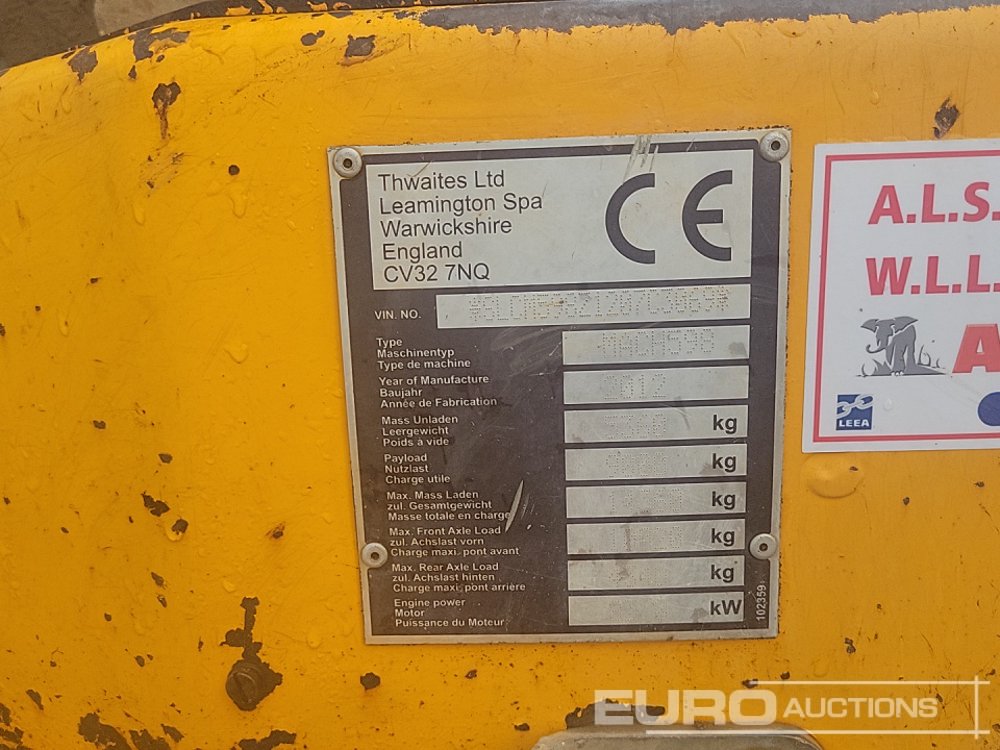 Thwaites Ltd
Leamington Spa
Warwickshire
England
CV32 7NQ
CE
VIN. NO.
Type
Maschinentyp
Type de machine
MACH598
Year of Manufacture
Baujahr
Année de Fabrication
2012
Mass Unladen
Leergewicht
Poids à vide
kg
Payload
Nutzlast
Charge utile
kg
Max. Mass Laden
zul. Gesamtgewicht
Masse totale en charge
kg
Max. Front Axle Load
zul. Achslast vorn
Charge maxi. pont avant
kg
Max. Rear Axle Load
zul. Achslast hinten
Charge maxi. pont arrière
kg
Engine power
Motor
Puissance du Moteur
kW
102359
A.L.S.
W.L.L.
A
LEEA
EURO AUCTIONS